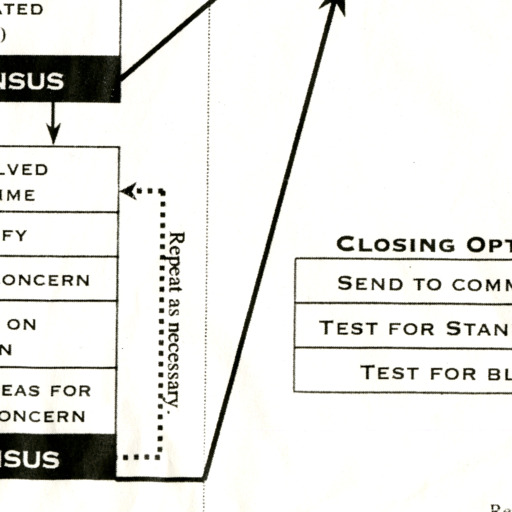 ATED
)
NSUS
LVED
IME
FY
ONCERN
ON
N
EAS FOR
ONCERN
SUS
Repeat as necessary.
CLOSING OPT
SEND TO COMM
TEST FOR STAN
TEST FOR BL
Re